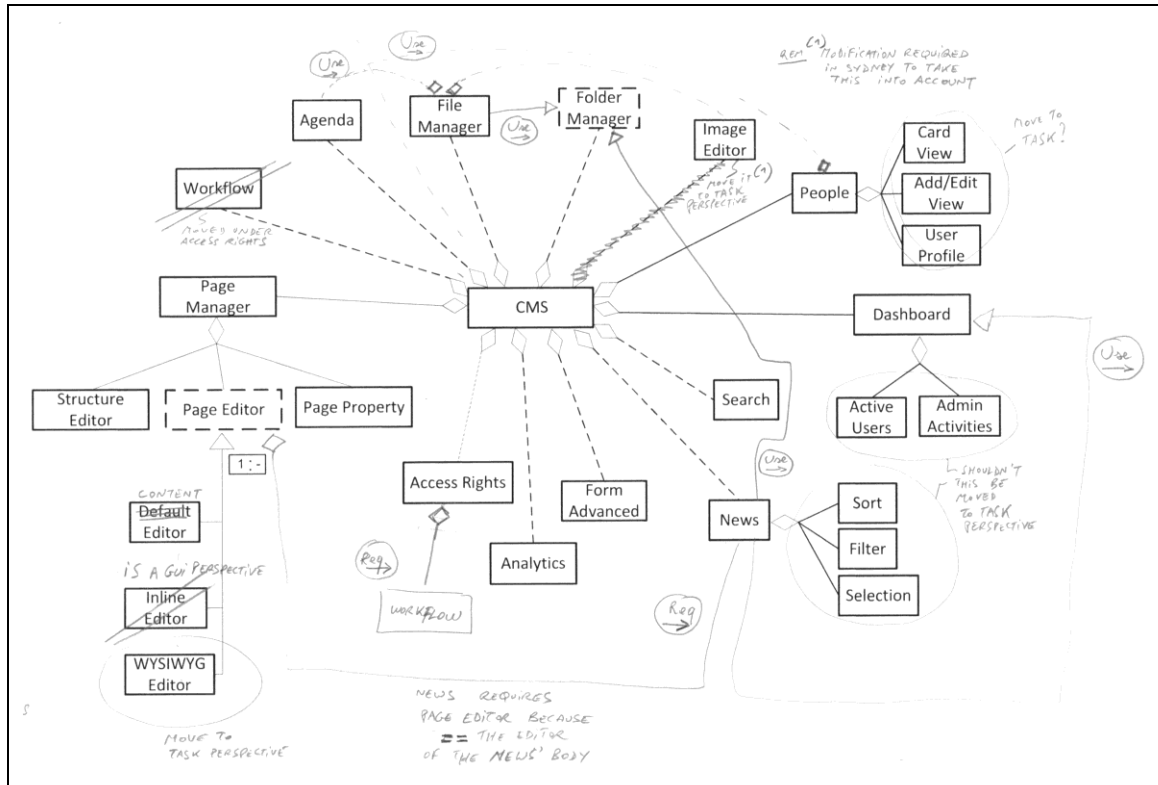 Use
Use
REM (1) MODIFICATION REQUIRED
IN SYDNEY TO TAKE
THIS INTO ACCOUNT
Agenda
File
Manager
Use
Folder
Manager
Image
Editor
MOVE IT (1)
TO TASK
PERSPECTIVE
People
Card
View
Add/Edit
View
User
Profile
MOVE TO
TASK?
Workflow
MOVED UNDER
ACCESS RIGHTS
Page
Manager
CMS
Dashboard
Use
Structure
Editor
Page Editor
Page Property
1 : -
Search
Active
Users
Admin
Activities
SHOULDN'T
THIS BE
MOVED
TO TASK
PERSPECTIVE
Access Rights
Form
Advanced
Analytics
Use
News
Sort
Filter
Selection
CONTENT
Default
Editor
IS A GUI PERSPECTIVE
Inline
Editor
WYSIWYG
Editor
MOVE TO
TASK PERSPECTIVE
Req
WORKFLOW
Req
NEWS REQUIRES
PAGE EDITOR BECAUSE
== THE EDITOR
OF THE NEWS' BODY